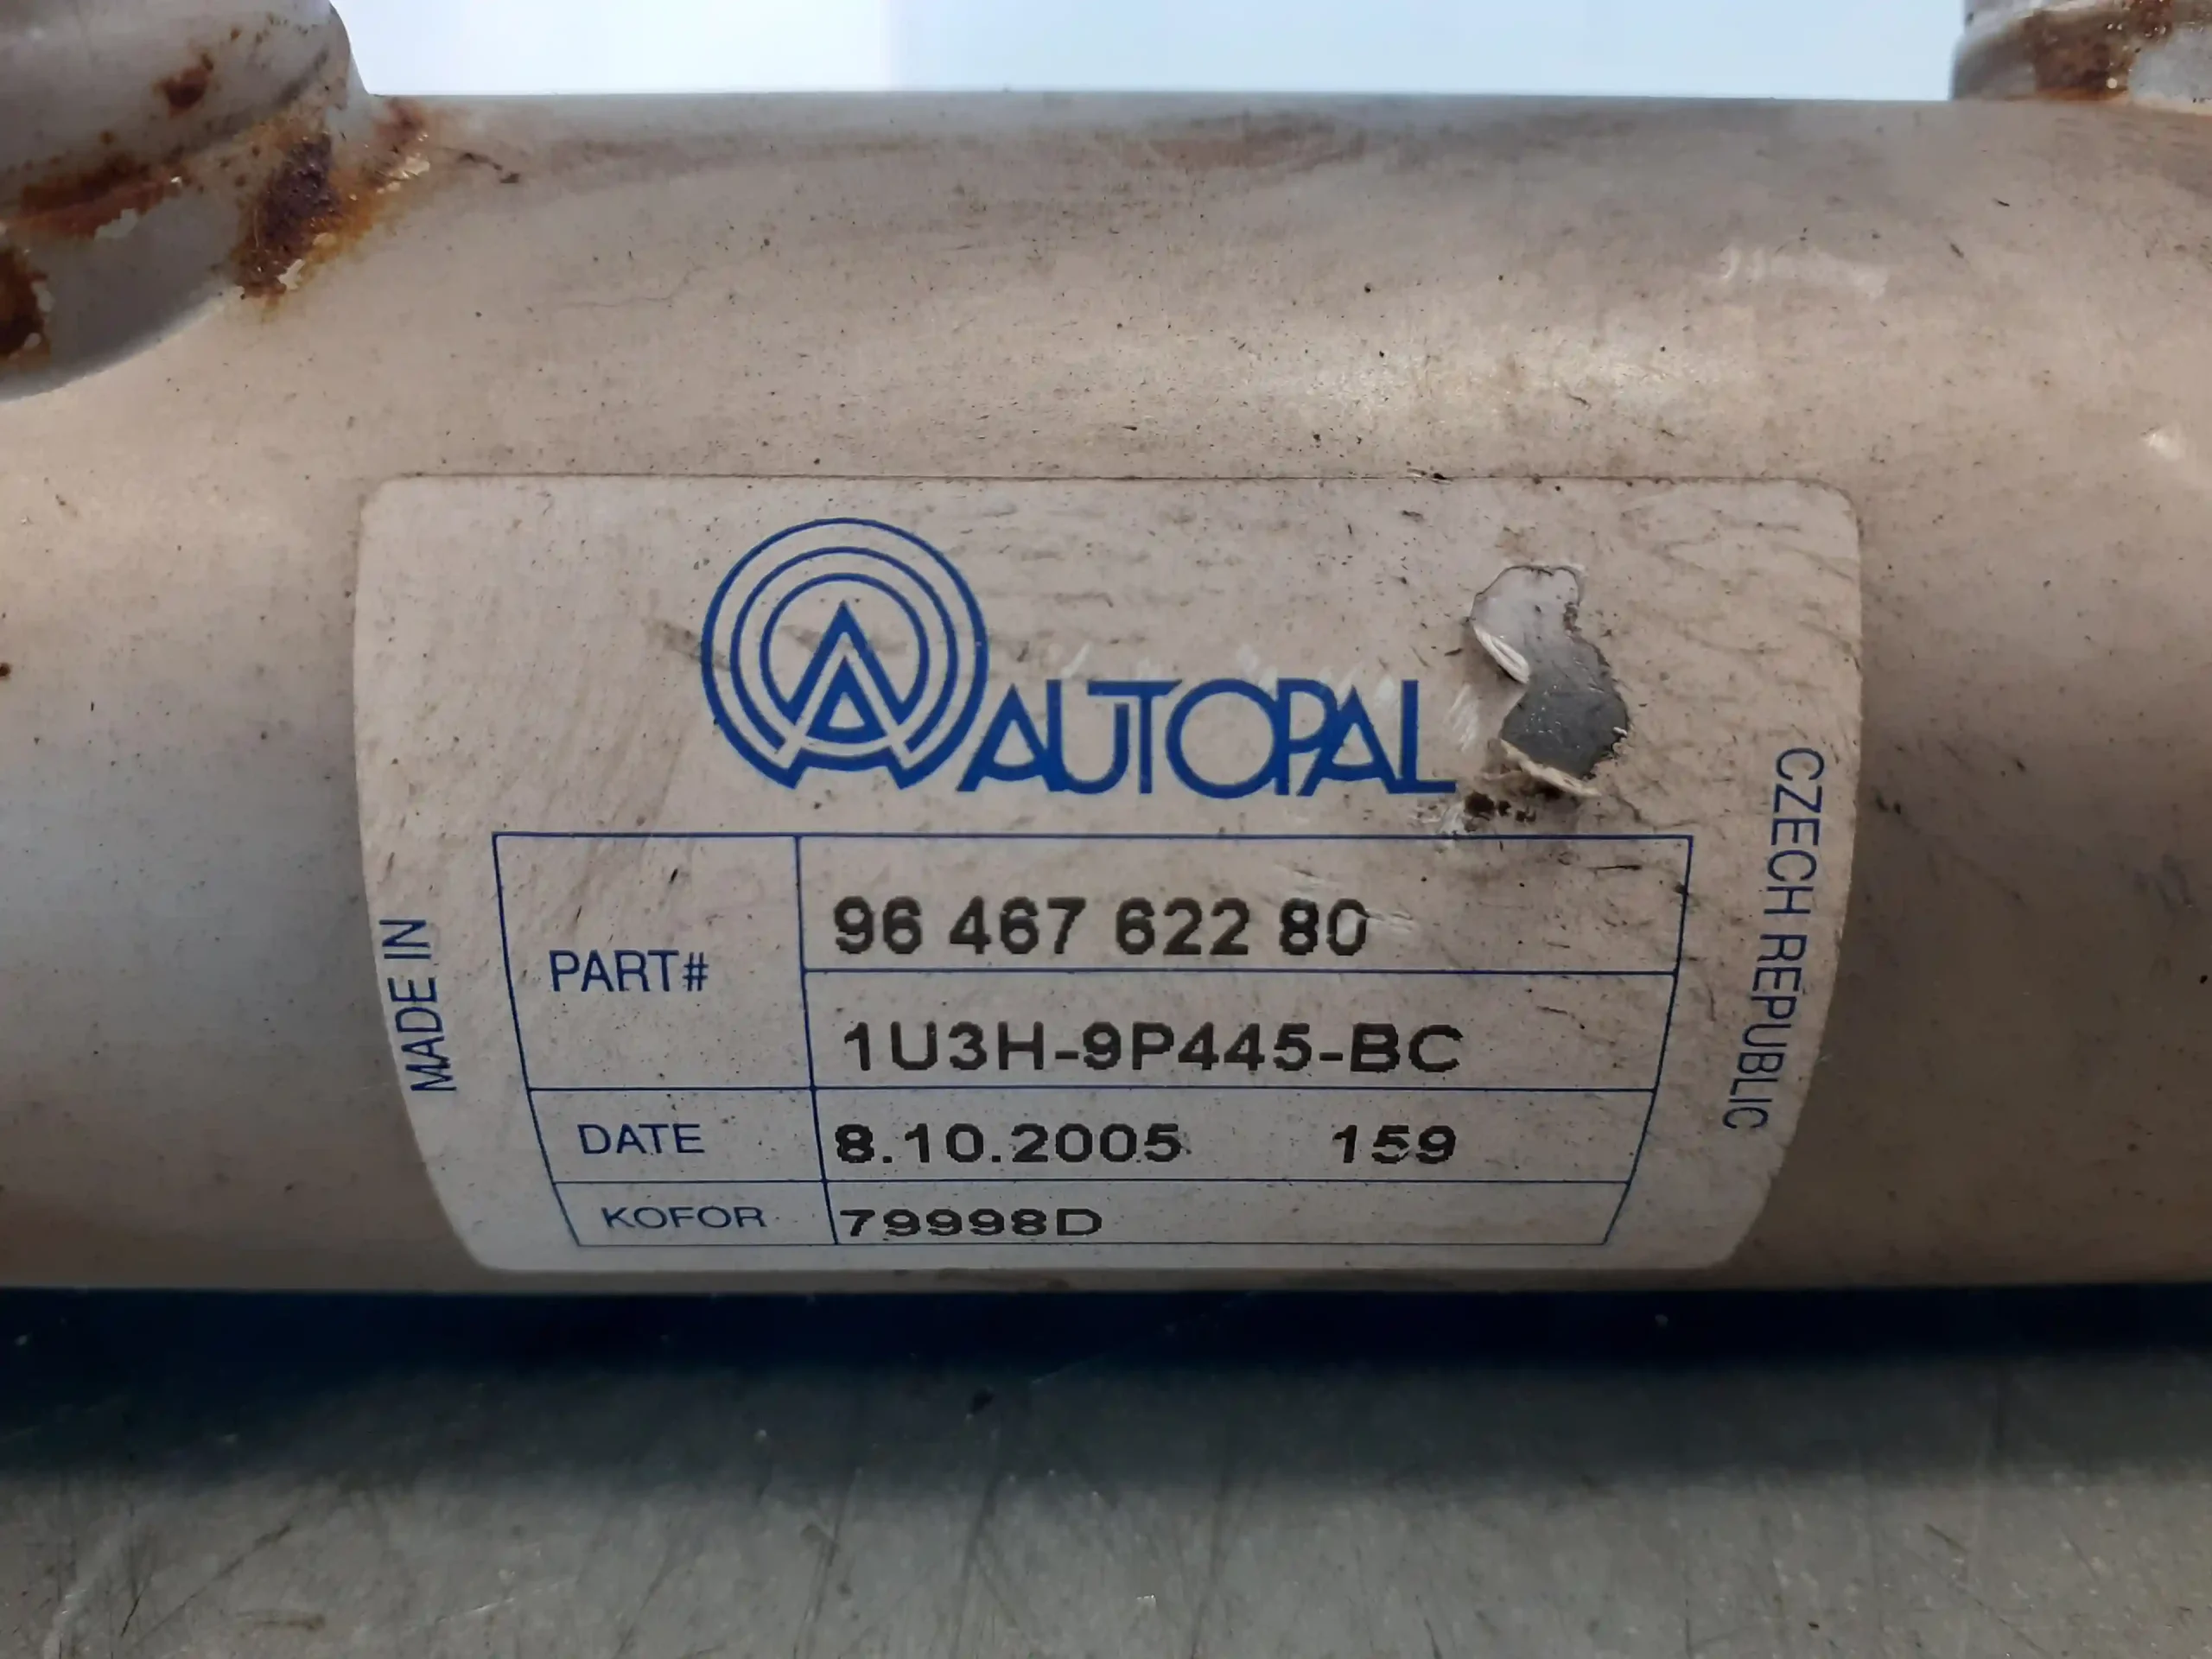 AUTOPAL
MADE IN
CZECH REPUBLIC
PART#
96 467 622 80
1U3H-9P445-BC
DATE
8.10.2005 159
KOFOR
79998D